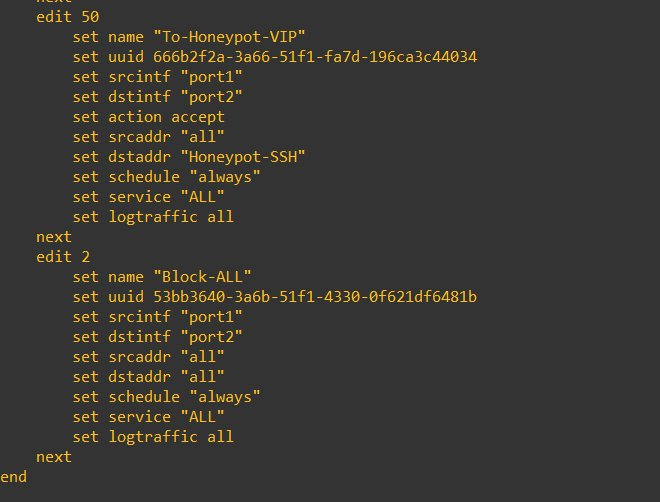 next
edit 50
set name "To-Honeypot-VIP"
set uuid 666b2f2a-3a66-51f1-fa7d-196ca3c44034
set srcintf "port1"
set dstintf "port2"
set action accept
set srcaddr "all"
set dstaddr "Honeypot-SSH"
set schedule "always"
set service "ALL"
set logtraffic all
next
edit 2
set name "Block-ALL"
set uuid 53bb3640-3a6b-51f1-4330-0f621df6481b
set srcintf "port1"
set dstintf "port2"
set srcaddr "all"
set dstaddr "all"
set schedule "always"
set service "ALL"
set logtraffic all
next
end